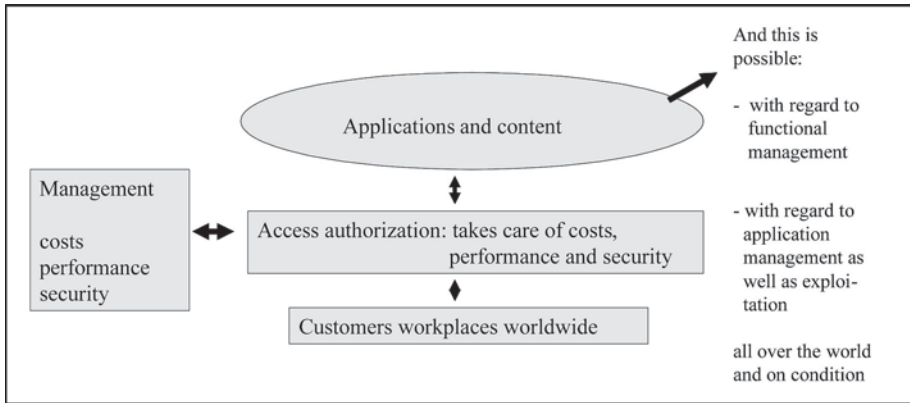 Applications and content
Management
costs
performance
security
Access authorization: takes care of costs,
performance and security
Customers workplaces worldwide
And this is
possible:
- with regard to
functional
management
- with regard to
application
management as
well as exploi-
tation
all over the world
and on condition